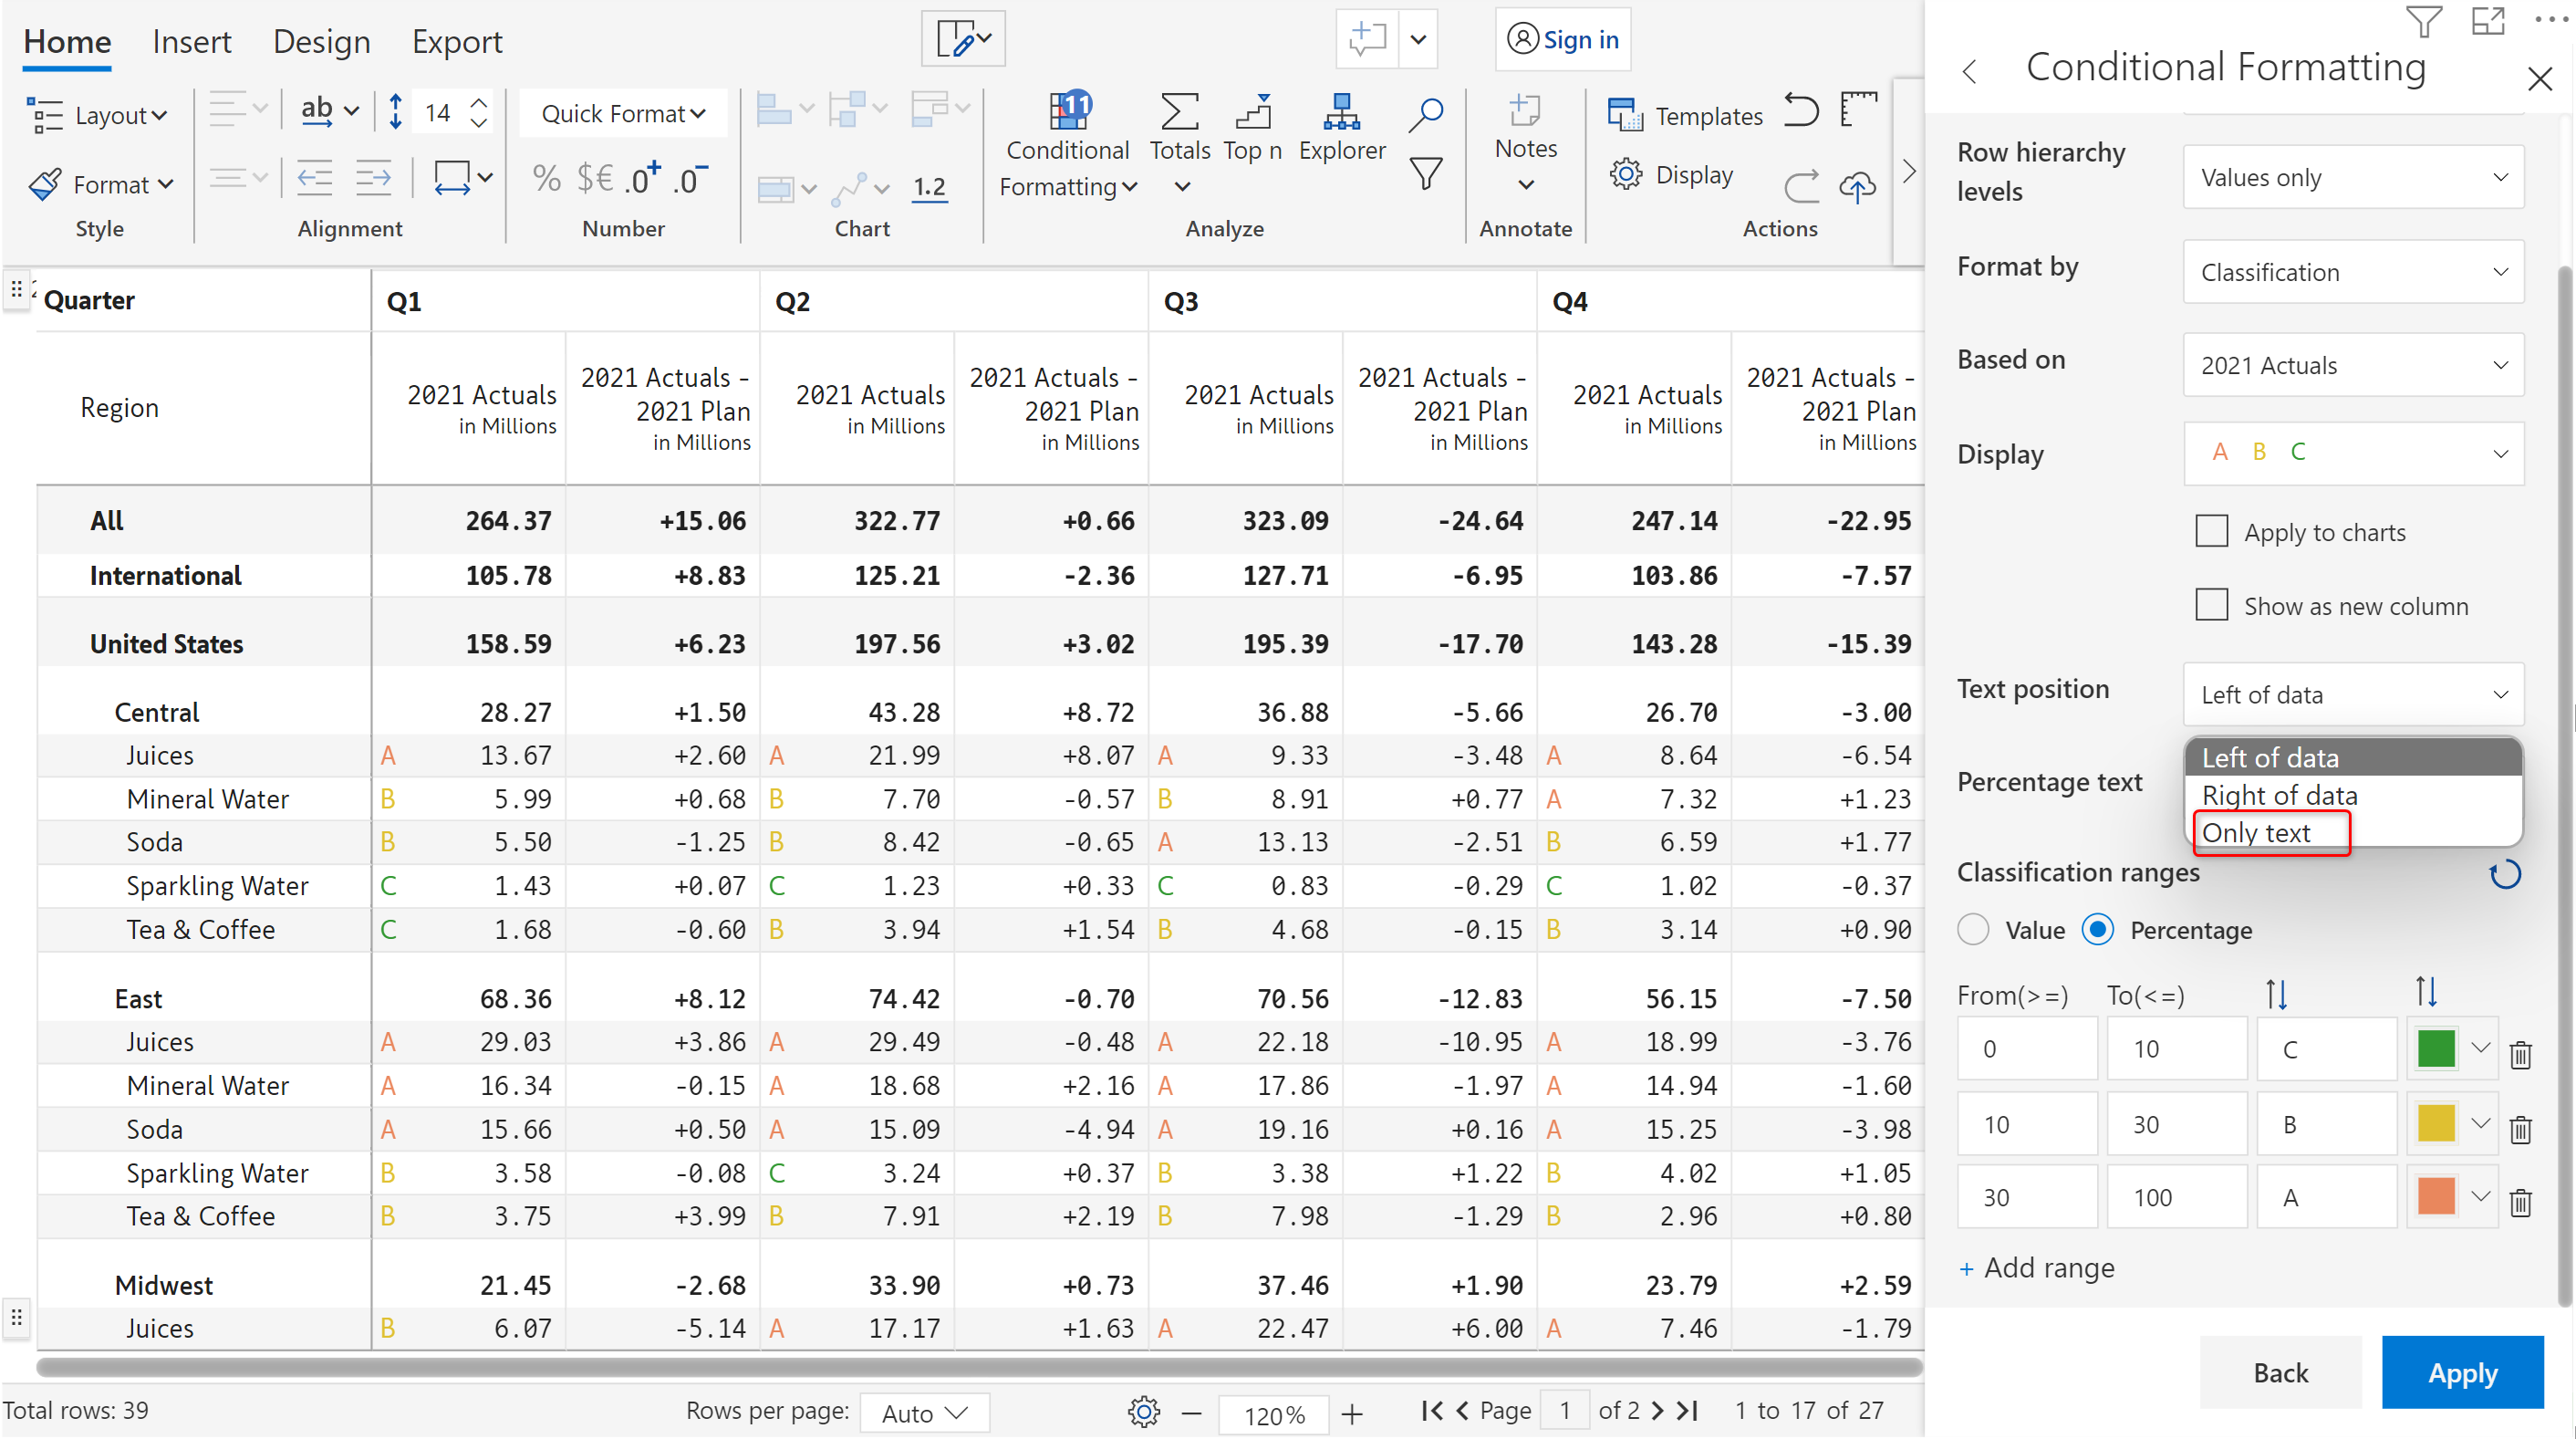 Home Insert Design Export Sign in
Layout ab 14 Quick Format 11 Conditional Formatting Totals Top n Explorer Notes Templates
Format % $€ .0+ .0- 1.2 Display
Style Alignment Number Chart Analyze Annotate Actions
Quarter Q1 Q2 Q3 Q4
Region 2021 Actuals in Millions 2021 Actuals - 2021 Plan in Millions 2021 Actuals in Millions 2021 Actuals - 2021 Plan in Millions 2021 Actuals in Millions 2021 Actuals - 2021 Plan in Millions 2021 Actuals in Millions 2021 Actuals - 2021 Plan in Millions
All 264.37 +15.06 322.77 +0.66 323.09 -24.64 247.14 -22.95
International 105.78 +8.83 125.21 -2.36 127.71 -6.95 103.86 -7.57
United States 158.59 +6.23 197.56 +3.02 195.39 -17.70 143.28 -15.39
Central 28.27 +1.50 43.28 +8.72 36.88 -5.66 26.70 -3.00
Juices A 13.67 +2.60 A 21.99 +8.07 A 9.33 -3.48 A 8.64 -6.54
Mineral Water B 5.99 +0.68 B 7.70 -0.57 B 8.91 +0.77 A 7.32 +1.23
Soda B 5.50 -1.25 B 8.42 -0.65 A 13.13 -2.51 B 6.59 +1.77
Sparkling Water C 1.43 +0.07 C 1.23 +0.33 C 0.83 -0.29 C 1.02 -0.37
Tea & Coffee C 1.68 -0.60 B 3.94 +1.54 B 4.68 -0.15 B 3.14 +0.90
East 68.36 +8.12 74.42 -0.70 70.56 -12.83 56.15 -7.50
Juices A 29.03 +3.86 A 29.49 -0.48 A 22.18 -10.95 A 18.99 -3.76
Mineral Water A 16.34 -0.15 A 18.68 +2.16 A 17.86 -1.97 A 14.94 -1.60
Soda A 15.66 +0.50 A 15.09 -4.94 A 19.16 +0.16 A 15.25 -3.98
Sparkling Water B 3.58 -0.08 C 3.24 +0.37 B 3.38 +1.22 B 4.02 +1.05
Tea & Coffee B 3.75 +3.99 B 7.91 +2.19 B 7.98 -1.29 B 2.96 +0.80
Midwest 21.45 -2.68 33.90 +0.73 37.46 +1.90 23.79 +2.59
Juices B 6.07 -5.14 A 17.17 +1.63 A 22.47 +6.00 A 7.46 -1.79
Total rows: 39 Rows per page: Auto 120% Page 1 of 2 1 to 17 of 27
Conditional Formatting
Row hierarchy levels Values only
Format by Classification
Based on 2021 Actuals
Display A B C
Apply to charts
Show as new column
Text position Left of data
Left of data
Percentage text Right of data
Only text
Classification ranges
Value Percentage
From(>=) To(<=)
0 10 C
10 30 B
30 100 A
+ Add range
Back Apply